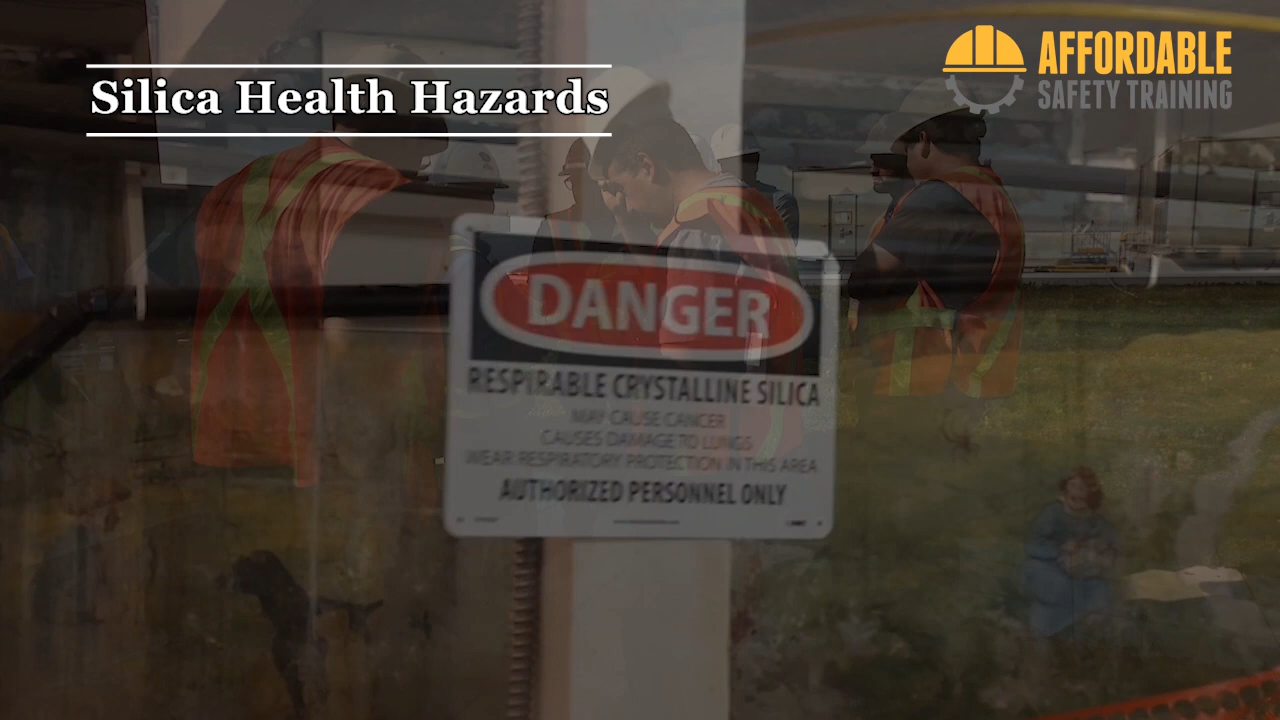 Silica Health Hazards
AFFORDABLE
SAFETY TRAINING
DANGER
RESPIRABLE CRYSTALLINE SILICA
MAY CAUSE CANCER
CAUSES DAMAGE TO LUNGS
WEAR RESPIRATORY PROTECTION IN THIS AREA
AUTHORIZED PERSONNEL ONLY